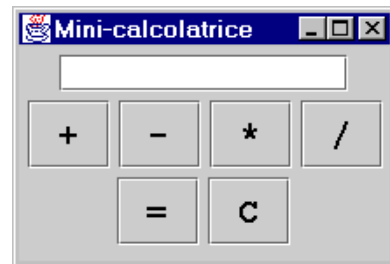 Mini-calcolatrice
+ - * /
= C